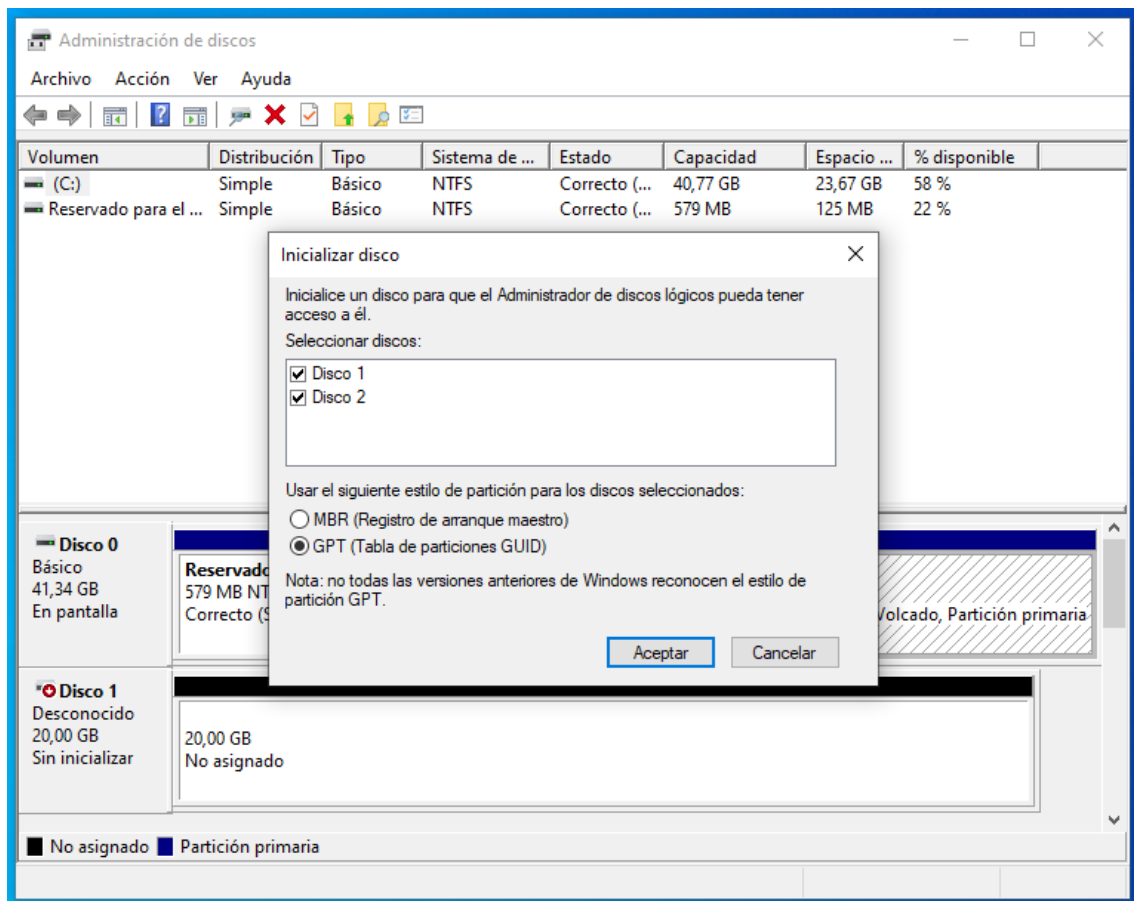 Administración de discos
Archivo Acción Ver Ayuda
Volumen Distribución Tipo Sistema de ... Estado Capacidad Espacio ... % disponible
(C:) Simple Básico NTFS Correcto (... 40,77 GB 23,67 GB 58 %
Reservado para el ... Simple Básico NTFS Correcto (... 579 MB 125 MB 22 %
Inicializar disco
Inicialice un disco para que el Administrador de discos lógicos pueda tener
acceso a él.
Seleccionar discos:
Disco 1
Disco 2
Usar el siguiente estilo de partición para los discos seleccionados:
MBR (Registro de arranque maestro)
GPT (Tabla de particiones GUID)
Nota: no todas las versiones anteriores de Windows reconocen el estilo de
partición GPT.
Aceptar Cancelar
Disco 0
Básico
41,34 GB
En pantalla
Reservado
579 MB NT
Correcto (S
Volcado, Partición primaria
Disco 1
Desconocido
20,00 GB
Sin inicializar
20,00 GB
No asignado
No asignado Partición primaria